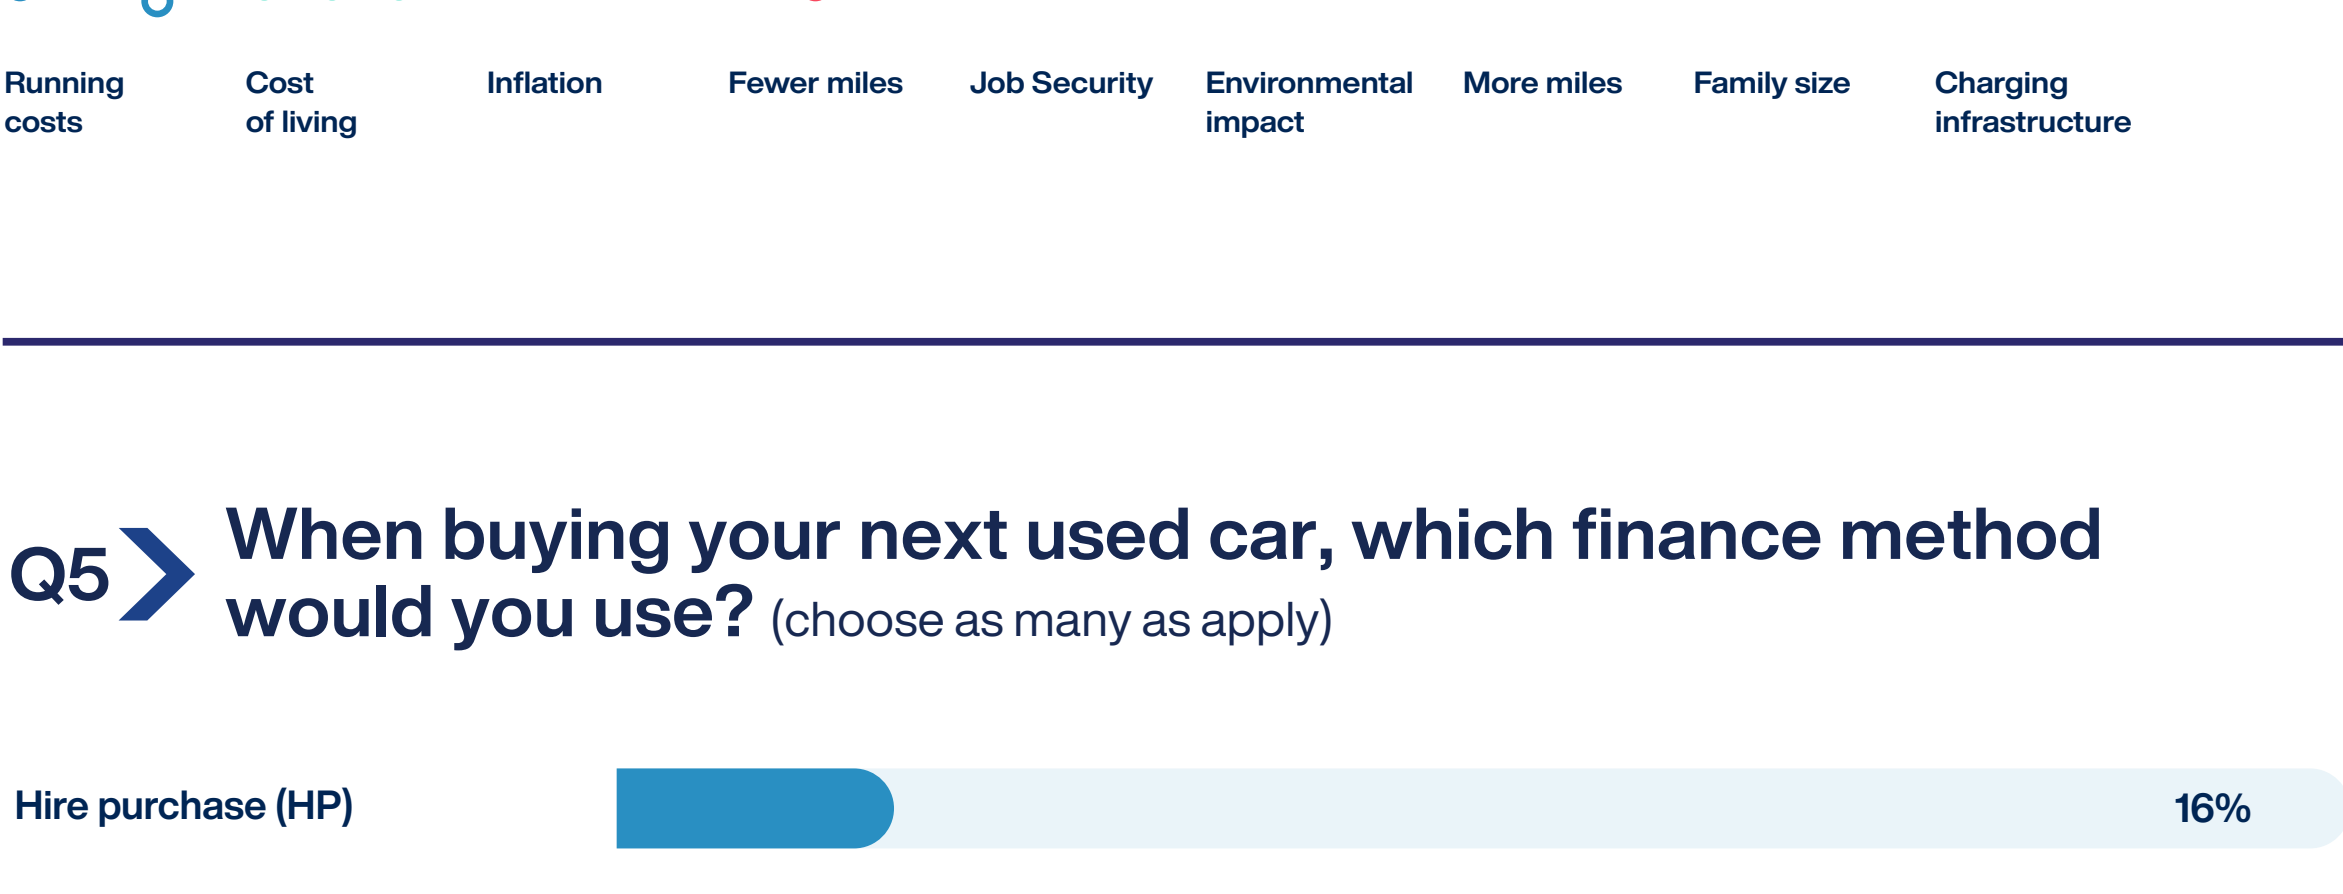 Running costs
Cost of living
Inflation
Fewer miles
Job Security
Environmental impact
More miles
Family size
Charging infrastructure
Q5
When buying your next used car, which finance method
would you use? (choose as many as apply)
Hire purchase (HP)
16%